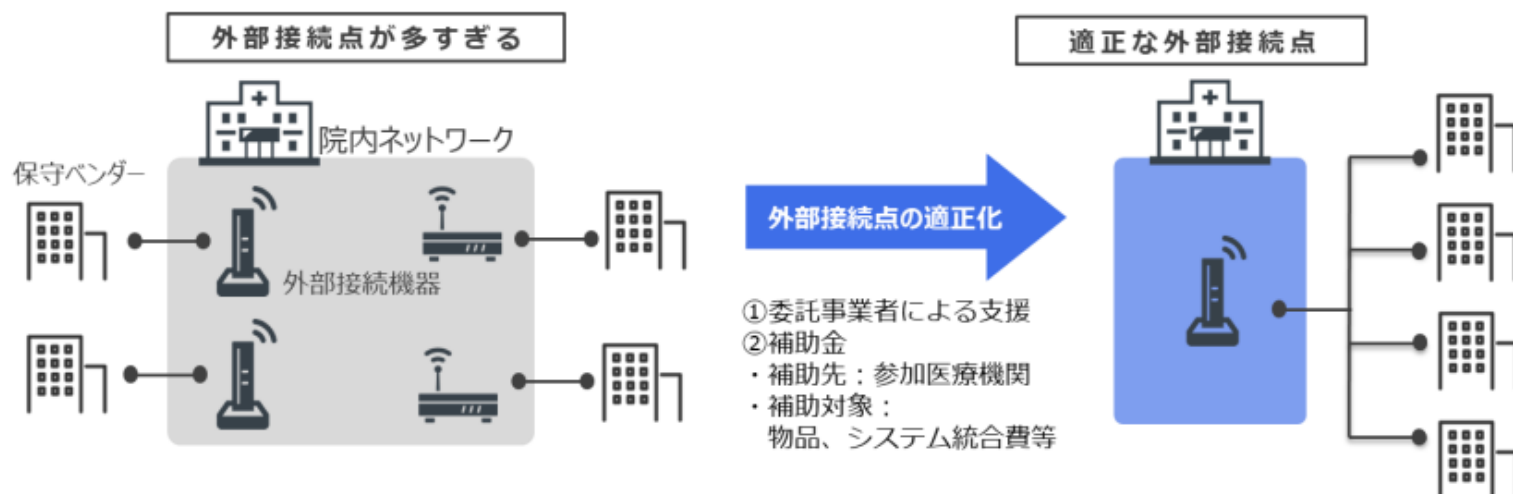 外部接続点が多すぎる
適正な外部接続点
院内ネットワーク
保守ベンダー
外部接続機器
外部接続点の適正化
①委託事業者による支援
②補助金
・補助先：参加医療機関
・補助対象：
物品、システム統合費等